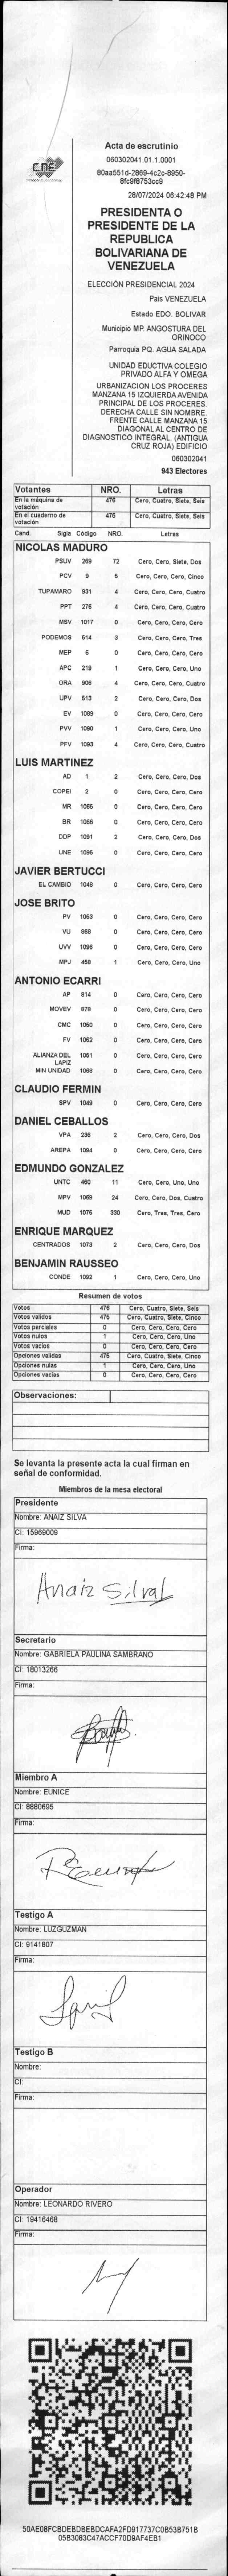 CNE
Acta de escrutinio
060302041.01.1.0001
80aa551d-2869-4c2c-8950-
8fc9f8753cc9
28/07/2024 06:42:48 PM
PRESIDENTA O
PRESIDENTE DE LA
REPUBLICA
BOLIVARIANA DE
VENEZUELA
ELECCIÓN PRESIDENCIAL 2024
Pais VENEZUELA
Estado EDO. BOLIVAR
Municipio MP. ANGOSTURA DEL
ORINOCO
Parroquia PQ. AGUA SALADA
UNIDAD EDUCTIVA COLEGIO
PRIVADO ALFA Y OMEGA
URBANIZACION LOS PROCERES
MANZANA 15 IZQUIERDA AVENIDA
PRINCIPAL DE LOS PROCERES.
DERECHA CALLE SIN NOMBRE.
FRENTE CALLE MANZANA 15
DIAGONAL AL CENTRO DE
DIAGNOSTICO INTEGRAL. (ANTIGUA
CRUZ ROJA) EDIFICIO
060302041
943 Electores
Votantes NRO. Letras
En la máquina de votación 476 Cero, Cuatro, Siete, Seis
En el cuaderno de votación 476 Cero, Cuatro, Siete, Seis
Cand. Sigla Código NRO. Letras
NICOLAS MADURO
PSUV 269 72 Cero, Cero, Siete, Dos
PCV 9 5 Cero, Cero, Cero, Cinco
TUPAMARO 931 4 Cero, Cero, Cero, Cuatro
PPT 276 4 Cero, Cero, Cero, Cuatro
MSV 1017 0 Cero, Cero, Cero, Cero
PODEMOS 514 3 Cero, Cero, Cero, Tres
MEP 6 0 Cero, Cero, Cero, Cero
APC 219 1 Cero, Cero, Cero, Uno
ORA 906 4 Cero, Cero, Cero, Cuatro
UPV 513 2 Cero, Cero, Cero, Dos
EV 1089 0 Cero, Cero, Cero, Cero
PVV 1090 1 Cero, Cero, Cero, Uno
PFV 1093 4 Cero, Cero, Cero, Cuatro
LUIS MARTINEZ
AD 1 2 Cero, Cero, Cero, Dos
COPEI 2 0 Cero, Cero, Cero, Cero
MR 1065 0 Cero, Cero, Cero, Cero
BR 1066 0 Cero, Cero, Cero, Cero
DDP 1091 2 Cero, Cero, Cero, Dos
UNE 1095 0 Cero, Cero, Cero, Cero
JAVIER BERTUCCI
EL CAMBIO 1048 0 Cero, Cero, Cero, Cero
JOSE BRITO
PV 1053 0 Cero, Cero, Cero, Cero
VU 868 0 Cero, Cero, Cero, Cero
UVV 1096 0 Cero, Cero, Cero, Cero
MPJ 458 1 Cero, Cero, Cero, Uno
ANTONIO ECARRI
AP 814 0 Cero, Cero, Cero, Cero
MOVEV 878 0 Cero, Cero, Cero, Cero
CMC 1050 0 Cero, Cero, Cero, Cero
FV 1062 0 Cero, Cero, Cero, Cero
ALIANZA DEL LAPIZ 1051 0 Cero, Cero, Cero, Cero
MIN UNIDAD 1068 0 Cero, Cero, Cero, Cero
CLAUDIO FERMIN
SPV 1049 0 Cero, Cero, Cero, Cero
DANIEL CEBALLOS
VPA 236 2 Cero, Cero, Cero, Dos
AREPA 1094 0 Cero, Cero, Cero, Cero
EDMUNDO GONZALEZ
UNTC 460 11 Cero, Cero, Uno, Uno
MPV 1069 24 Cero, Cero, Dos, Cuatro
MUD 1075 330 Cero, Tres, Tres, Cero
ENRIQUE MARQUEZ
CENTRADOS 1073 2 Cero, Cero, Cero, Dos
BENJAMIN RAUSSEO
CONDE 1092 1 Cero, Cero, Cero, Uno
Resumen de votos
Votos 476 Cero, Cuatro, Siete, Seis
Votos validos 475 Cero, Cuatro, Siete, Cinco
Votos parciales 0 Cero, Cero, Cero, Cero
Votos nulos 1 Cero, Cero, Cero, Uno
Votos vacios 0 Cero, Cero, Cero, Cero
Opciones validas 475 Cero, Cuatro, Siete, Cinco
Opciones nulas 1 Cero, Cero, Cero, Uno
Opciones vacias 0 Cero, Cero, Cero, Cero
Observaciones:
Se levanta la presente acta la cual firman en
señal de conformidad.
Miembros de la mesa electoral
Presidente
Nombre: ANAIZ SILVA
CI: 15969009
Firma:
Anaiz Silva
Secretario
Nombre: GABRIELA PAULINA SAMBRANO
CI: 18013266
Firma:
Miembro A
Nombre: EUNICE
CI: 8880695
Firma:
Testigo A
Nombre: LUZGUZMAN
CI: 9141807
Firma:
Testigo B
Nombre:
CI:
Firma:
Operador
Nombre: LEONARDO RIVERO
CI: 19416468
Firma:
50AE08FCBDEBDBEBDCAFA2FD917737C0B53B751B
05B3083C47ACCF70D9AF4EB1